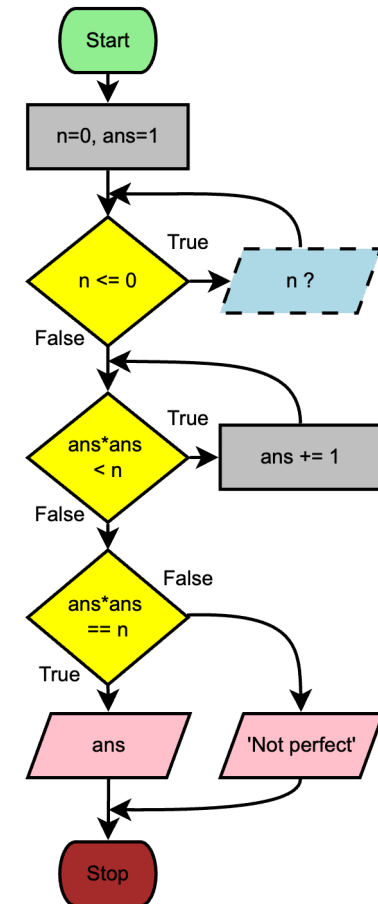 Start
n=0, ans=1
True
n <= 0
n ?
False
True
ans*ans
< n
ans += 1
False
False
ans*ans
== n
True
ans
'Not perfect'
Stop